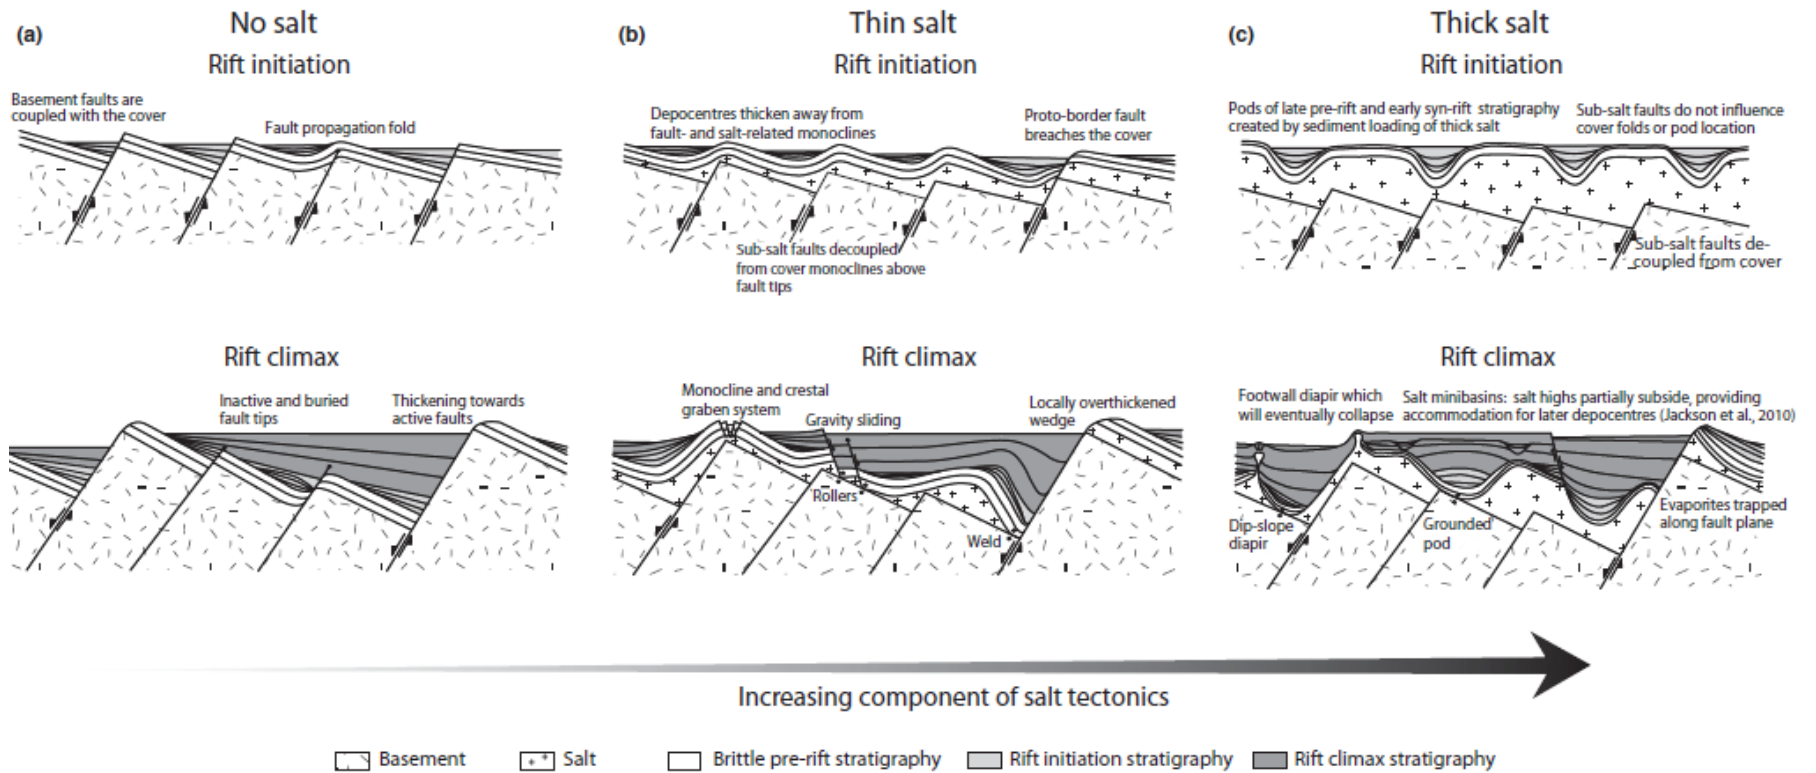 (a)
No salt
Rift initiation
Basement faults are
coupled with the cover
Fault propagation fold
(b)
Thin salt
Rift initiation
Depocentres thicken away from
fault- and salt-related monoclines
Proto-border fault
breaches the cover
Sub-salt faults decoupled
from cover monoclines above
fault tips
(c)
Thick salt
Rift initiation
Pods of late pre-rift and early syn-rift stratigraphy
created by sediment loading of thick salt
Sub-salt faults do not influence
cover folds or pod location
Sub-salt faults de-
coupled from cover
Rift climax
Inactive and buried
fault tips
Thickening towards
active faults
Rift climax
Monocline and crestal
graben system
Gravity sliding
Locally overthickened
wedge
Rollers
Weld
Rift climax
Footwall diapir which
will eventually collapse
Salt minibasins: salt highs partially subside, providing
accommodation for later depocentres (Jackson et al., 2010)
Dip-slope
diapir
Grounded
pod
Evaporites trapped
along fault plane
Increasing component of salt tectonics
Basement
Salt
Brittle pre-rift stratigraphy
Rift initiation stratigraphy
Rift climax stratigraphy